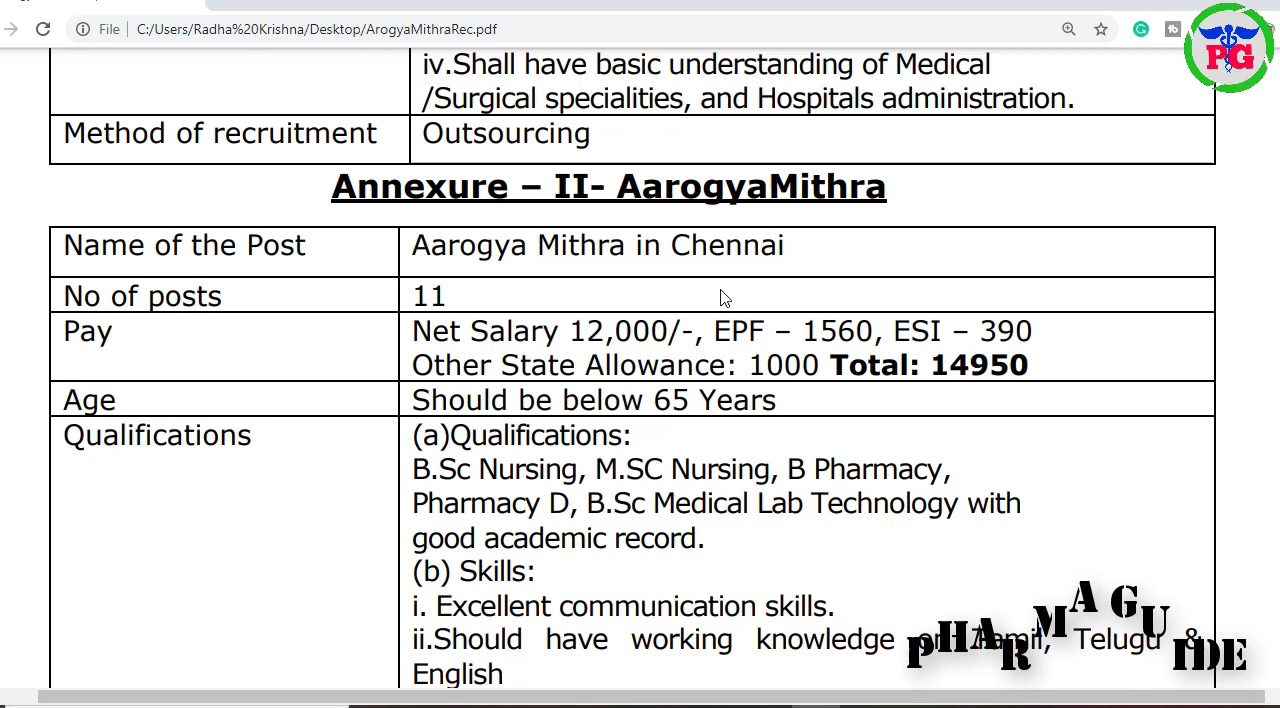 File
C:/Users/Radha%20Krishna/Desktop/ArogyaMithraRec.pdf
PG
iv.Shall have basic understanding of Medical
/Surgical specialities, and Hospitals administration.
Method of recruitment Outsourcing
Annexure – II- AarogyaMithra
Name of the Post Aarogya Mithra in Chennai
No of posts 11
Pay Net Salary 12,000/-, EPF – 1560, ESI – 390
Other State Allowance: 1000 Total: 14950
Age Should be below 65 Years
Qualifications (a)Qualifications:
B.Sc Nursing, M.SC Nursing, B Pharmacy,
Pharmacy D, B.Sc Medical Lab Technology with
good academic record.
(b) Skills:
i. Excellent communication skills.
ii.Should have working knowledge on Tamil, Telugu &
English
PHARMAGUIDE